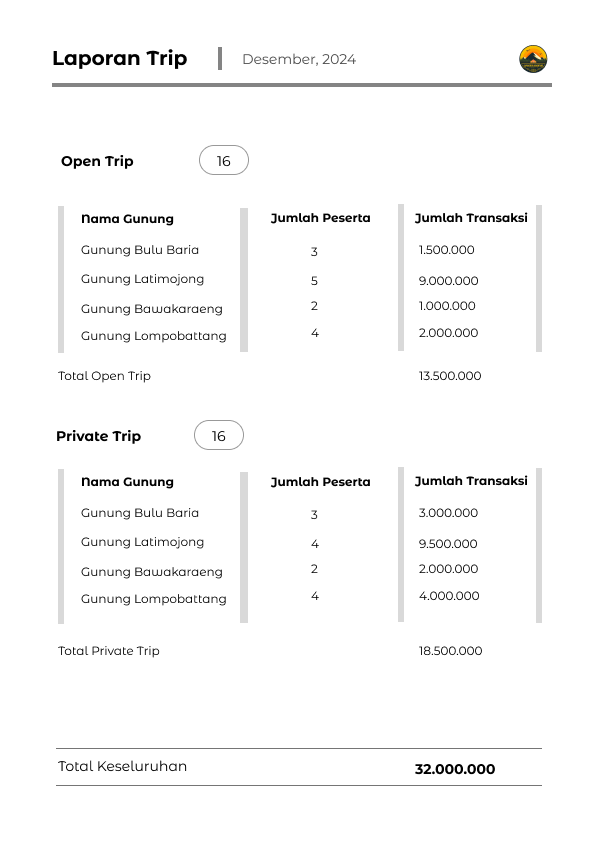 Laporan Trip
Desember, 2024
Open Trip 16
Nama Gunung Jumlah Peserta Jumlah Transaksi
Gunung Bulu Baria 3 1.500.000
Gunung Latimojong 5 9.000.000
Gunung Bawakaraeng 2 1.000.000
Gunung Lompobattang 4 2.000.000
Total Open Trip 13.500.000
Private Trip 16
Nama Gunung Jumlah Peserta Jumlah Transaksi
Gunung Bulu Baria 3 3.000.000
Gunung Latimojong 4 9.500.000
Gunung Bawakaraeng 2 2.000.000
Gunung Lompobattang 4 4.000.000
Total Private Trip 18.500.000
Total Keseluruhan 32.000.000